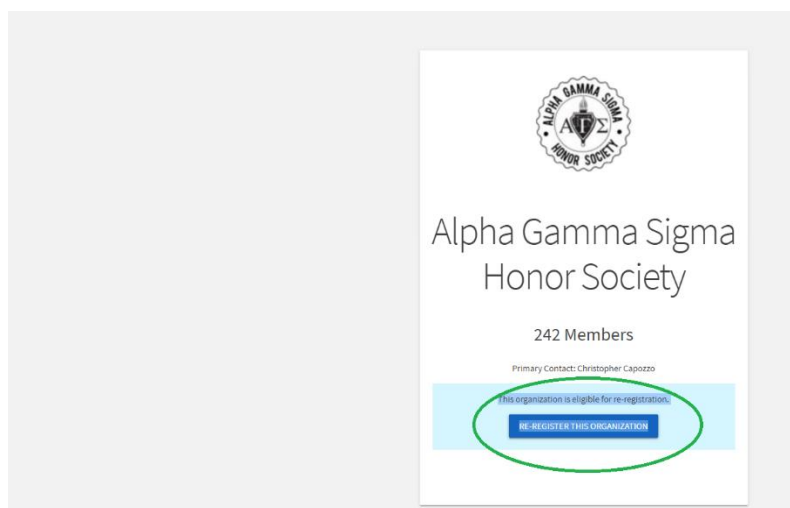 ALPHA GAMMA SIGMA
ΑΓΣ
HONOR SOCIETY
Alpha Gamma Sigma
Honor Society
242 Members
Primary Contact: Christopher Capozzo
This organization is eligible for re-registration.
RE-REGISTER THIS ORGANIZATION